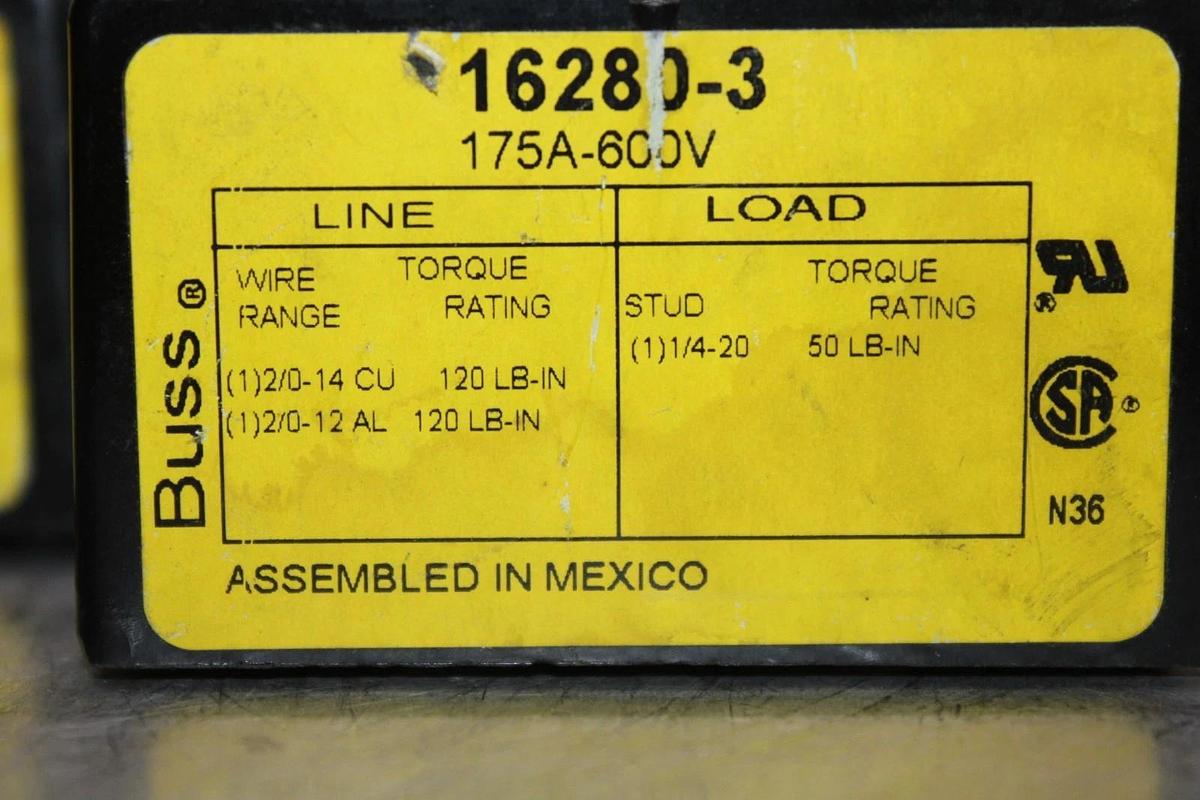 16280-3
175A-600V
LINE
LOAD
WIRE RANGE
TORQUE RATING
(1)2/0-14 CU 120 LB-IN
(1)2/0-12 AL 120 LB-IN
STUD
TORQUE RATING
(1)1/4-20 50 LB-IN
BUSS®
RU®
SA®
N36
ASSEMBLED IN MEXICO